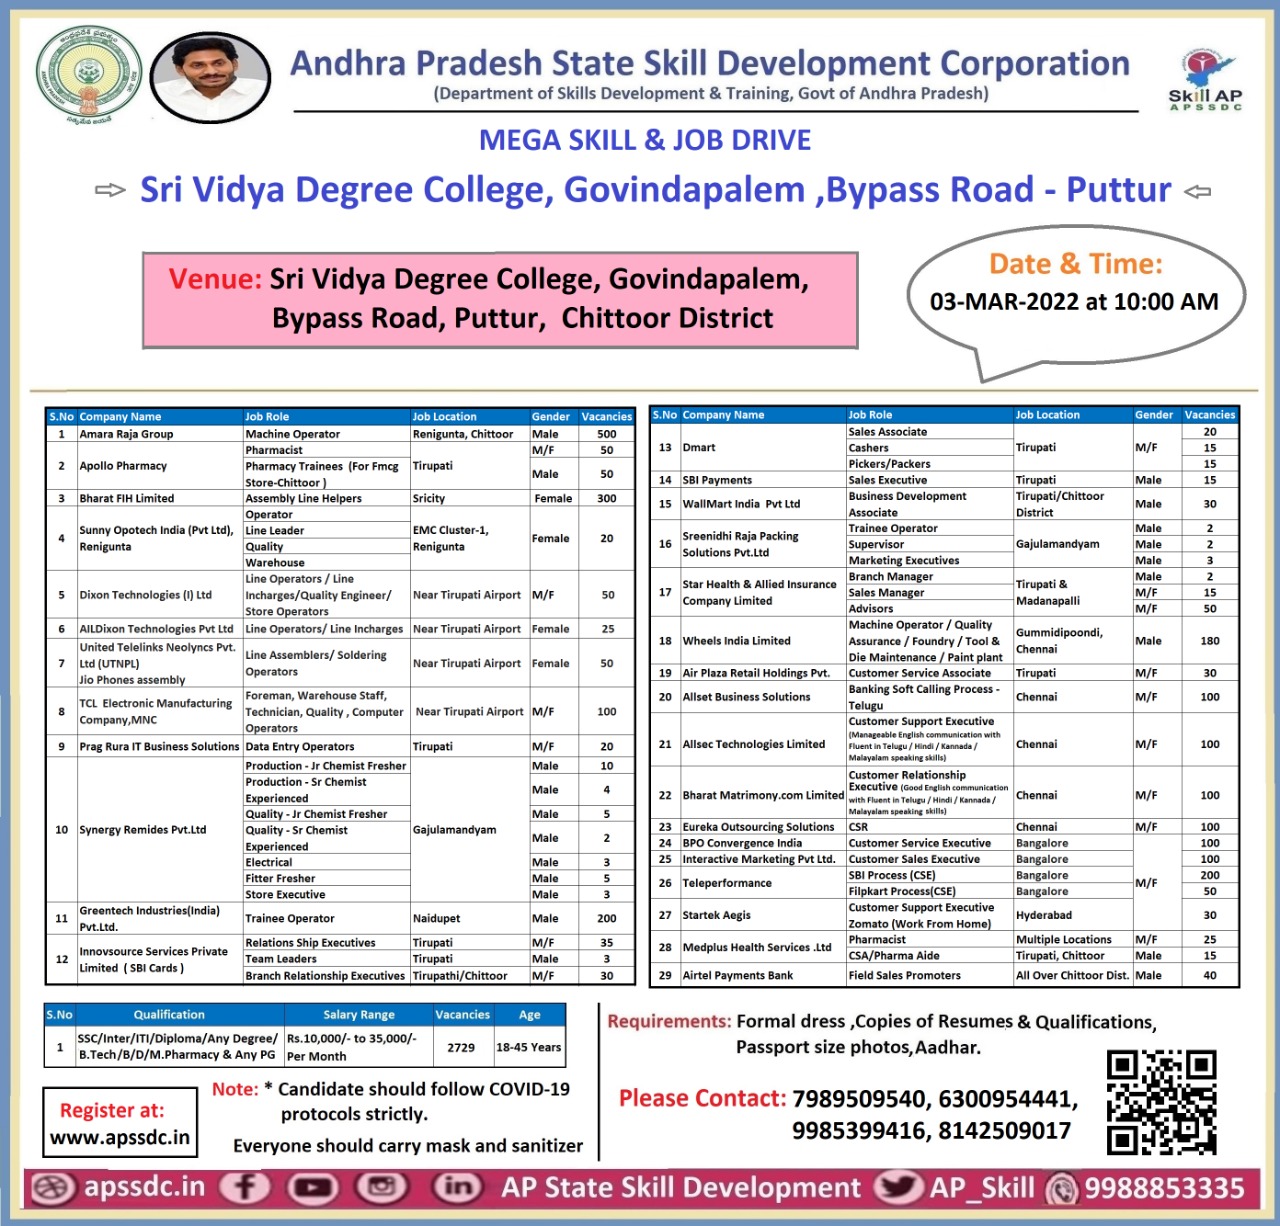 Andhra Pradesh State Skill Development Corporation
(Department of Skills Development & Training, Govt of Andhra Pradesh)
Skill AP
APSSDC
MEGA SKILL & JOB DRIVE
Sri Vidya Degree College, Govindapalem ,Bypass Road - Puttur
Venue: Sri Vidya Degree College, Govindapalem,
Bypass Road, Puttur, Chittoor District
Date & Time:
03-MAR-2022 at 10:00 AM
S.No Company Name Job Role Job Location Gender Vacancies
1 Amara Raja Group Machine Operator Renigunta, Chittoor Male 500
2 Apollo Pharmacy Pharmacist Tirupati M/F 50
Pharmacy Trainees (For Fmcg
Store-Chittoor ) Male 50
3 Bharat FIH Limited Assembly Line Helpers Sricity Female 300
4 Sunny Opotech India (Pvt Ltd),
Renigunta Operator
Line Leader
Quality
Warehouse EMC Cluster-1,
Renigunta Female 20
5 Dixon Technologies (I) Ltd Line Operators / Line
Incharges/Quality Engineer/
Store Operators Near Tirupati Airport M/F 50
6 AILDixon Technologies Pvt Ltd Line Operators/ Line Incharges Near Tirupati Airport Female 25
7 United Telelinks Neolyncs Pvt.
Ltd (UTNPL)
Jio Phones assembly Line Assemblers/ Soldering
Operators Near Tirupati Airport Female 50
8 TCL Electronic Manufacturing
Company,MNC Foreman, Warehouse Staff,
Technician, Quality , Computer
Operators Near Tirupati Airport M/F 100
9 Prag Rura IT Business Solutions Data Entry Operators Tirupati M/F 20
10 Synergy Remides Pvt.Ltd Gajulamandyam
Production - Jr Chemist Fresher Male 10
Production - Sr Chemist
Experienced Male 4
Quality - Jr Chemist Fresher Male 5
Quality - Sr Chemist
Experienced Male 2
Electrical Male 3
Fitter Fresher Male 5
Store Executive Male 3
11 Greentech Industries(India)
Pvt.Ltd. Trainee Operator Naidupet Male 200
12 Innovsource Services Private
Limited ( SBI Cards )
Relations Ship Executives Tirupati M/F 35
Team Leaders Tirupati Male 3
Branch Relationship Executives Tirupathi/Chittoor M/F 30
S.No Company Name Job Role Job Location Gender Vacancies
13 Dmart Tirupati M/F
Sales Associate 20
Cashers 15
Pickers/Packers 15
14 SBI Payments Sales Executive Tirupati Male 15
15 WallMart India Pvt Ltd Business Development
Associate Tirupati/Chittoor
District Male 30
16 Sreenidhi Raja Packing
Solutions Pvt.Ltd Gajulamandyam
Trainee Operator Male 2
Supervisor Male 2
Marketing Executives Male 3
17 Star Health & Allied Insurance
Company Limited Tirupati &
Madanapalli
Branch Manager Male 2
Sales Manager M/F 15
Advisors M/F 50
18 Wheels India Limited Machine Operator / Quality
Assurance / Foundry / Tool &
Die Maintenance / Paint plant Gummidipoondi,
Chennai Male 180
19 Air Plaza Retail Holdings Pvt. Customer Service Associate Tirupati M/F 30
20 Allset Business Solutions Banking Soft Calling Process -
Telugu Chennai M/F 100
21 Allsec Technologies Limited Customer Support Executive
(Manageable English communication with
Fluent in Telugu / Hindi / Kannada /
Malayalam speaking skills) Chennai M/F 100
22 Bharat Matrimony.com Limited Customer Relationship
Executive (Good English communication
with Fluent in Telugu / Hindi / Kannada /
Malayalam speaking skills) Chennai M/F 100
23 Eureka Outsourcing Solutions CSR Chennai M/F 100
24 BPO Convergence India Customer Service Executive Bangalore 100
25 Interactive Marketing Pvt Ltd. Customer Sales Executive Bangalore 100
26 Teleperformance SBI Process (CSE) Bangalore M/F 200
Filpkart Process(CSE) Bangalore 50
27 Startek Aegis Customer Support Executive
Zomato (Work From Home) Hyderabad 30
28 Medplus Health Services .Ltd Pharmacist Multiple Locations M/F 25
CSA/Pharma Aide Tirupati, Chittoor Male 15
29 Airtel Payments Bank Field Sales Promoters All Over Chittoor Dist. Male 40
S.No Qualification Salary Range Vacancies Age
1 SSC/Inter/ITI/Diploma/Any Degree/
B.Tech/B/D/M.Pharmacy & Any PG Rs.10,000/- to 35,000/-
Per Month 2729 18-45 Years
Requirements: Formal dress ,Copies of Resumes & Qualifications,
Passport size photos,Aadhar.
Register at:
www.apssdc.in
Note: * Candidate should follow COVID-19
protocols strictly.
Everyone should carry mask and sanitizer
Please Contact: 7989509540, 6300954441,
9985399416, 8142509017
apssdc.in AP State Skill Development AP_Skill 9988853335